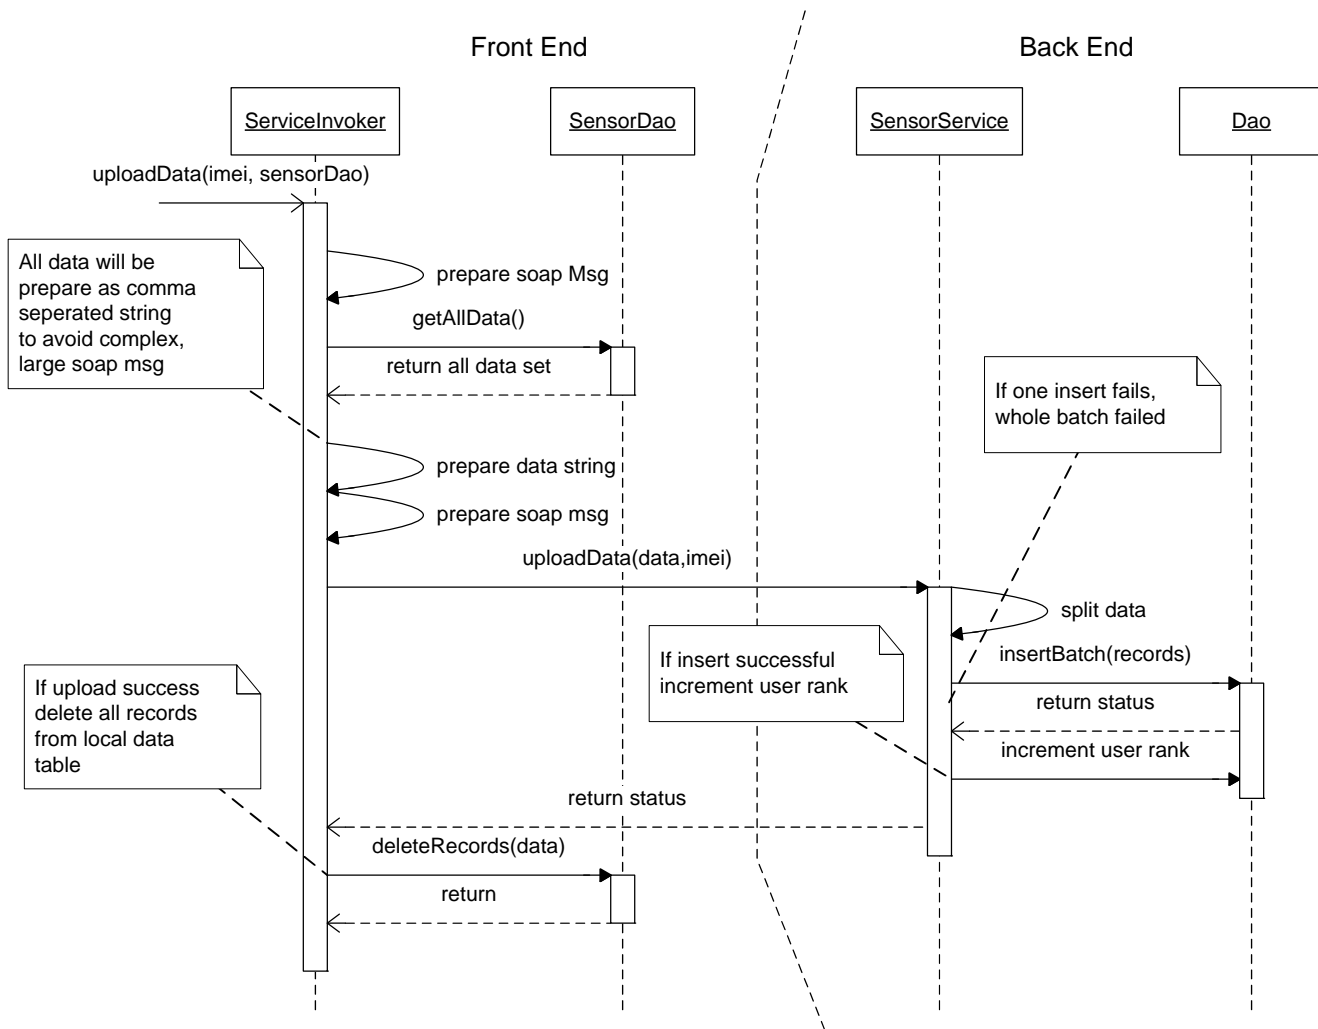 Front End
Back End
ServiceInvoker
SensorDao
SensorService
Dao
uploadData(imei, sensorDao)
All data will be
prepare as comma
seperated string
to avoid complex,
large soap msg
prepare soap Msg
getAllData()
return all data set
If one insert fails,
whole batch failed
prepare data string
prepare soap msg
uploadData(data,imei)
split data
If insert successful
increment user rank
insertBatch(records)
If upload success
delete all records
from local data
table
return status
increment user rank
return status
deleteRecords(data)
return